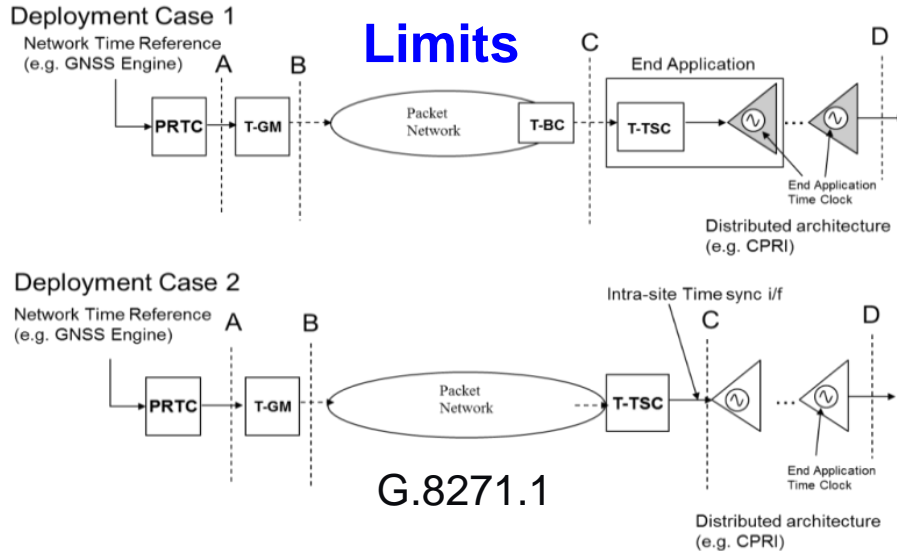 Deployment Case 1
Limits
Network Time Reference
(e.g. GNSS Engine)
A
B
C
D
End Application
PRTC
T-GM
Packet
Network
T-BC
T-TSC
End Application
Time Clock
Distributed architecture
(e.g. CPRI)
Deployment Case 2
Intra-site Time sync i/f
Network Time Reference
(e.g. GNSS Engine)
A
B
C
D
PRTC
T-GM
Packet
Network
T-TSC
End Application
Time Clock
G.8271.1
Distributed architecture
(e.g. CPRI)